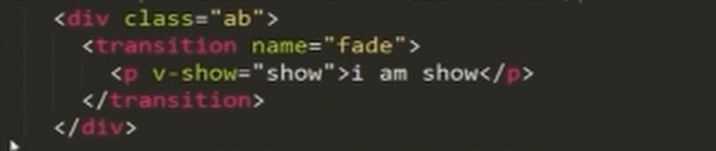 <div class="ab">
<transition name="fade">
<p v-show="show">i am show</p>
</transition>
</div>